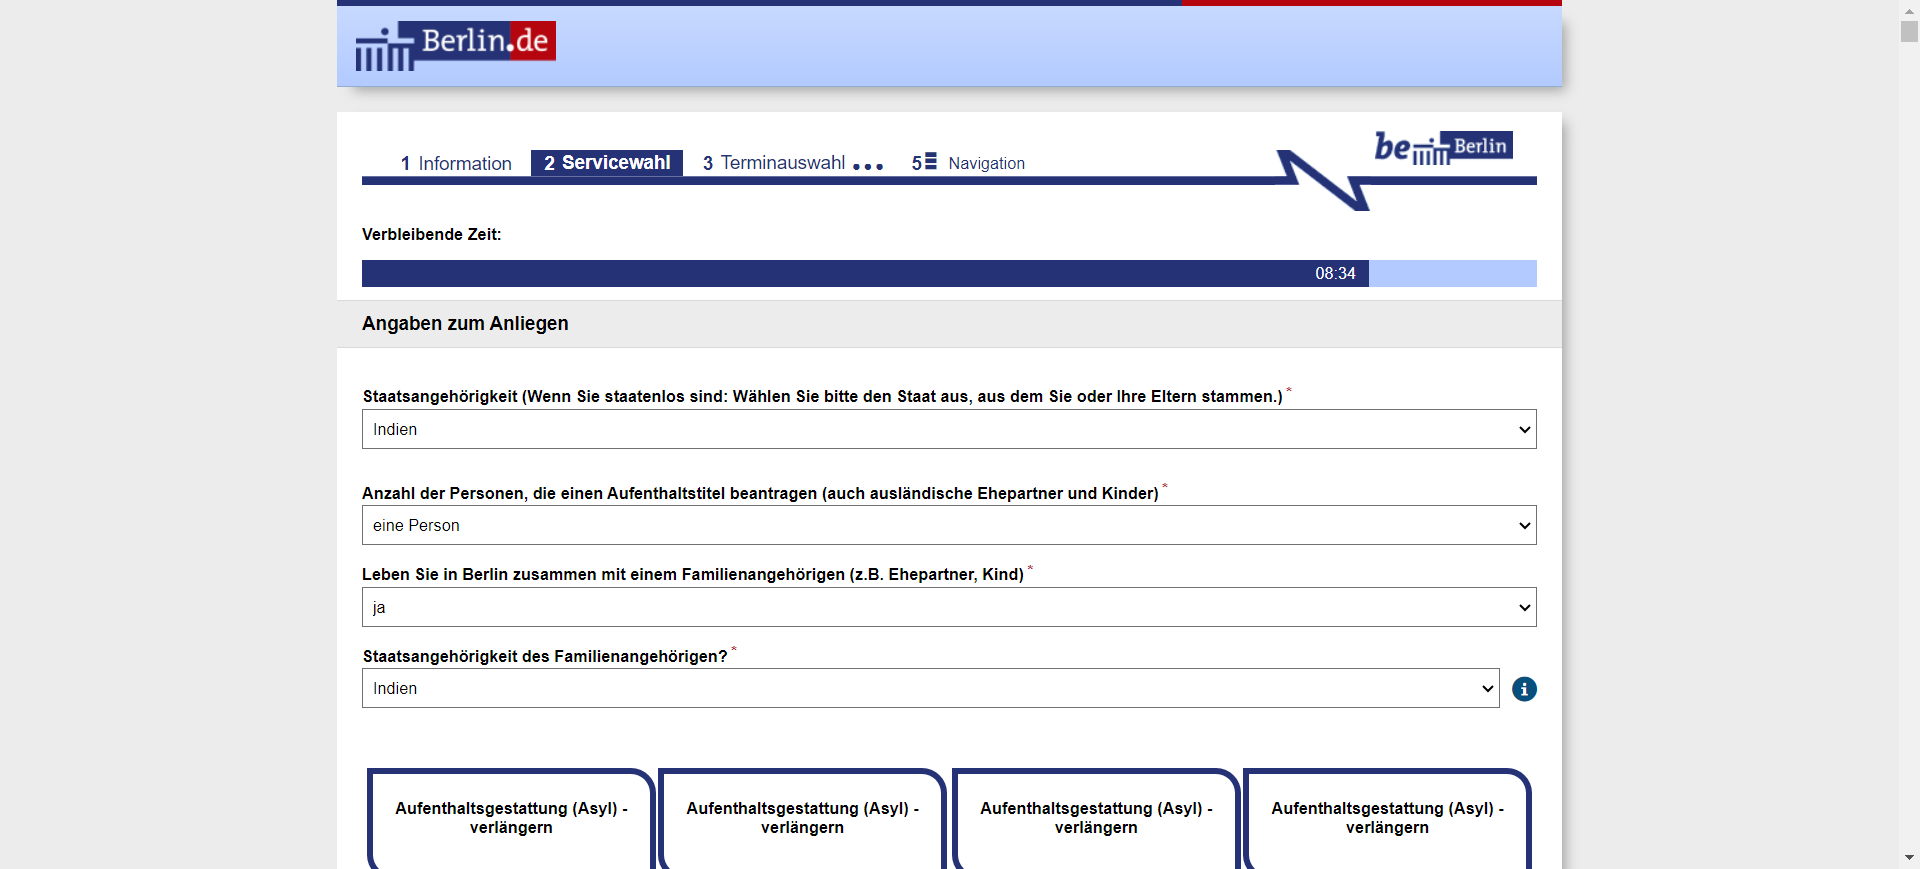 Berlin.de
be Berlin
1 Information 2 Servicewahl 3 Terminauswahl ... 5 Navigation
Verbleibende Zeit:
08:34
Angaben zum Anliegen
Staatsangehörigkeit (Wenn Sie staatenlos sind: Wählen Sie bitte den Staat aus, aus dem Sie oder Ihre Eltern stammen.) *
Indien
Anzahl der Personen, die einen Aufenthaltstitel beantragen (auch ausländische Ehepartner und Kinder) *
eine Person
Leben Sie in Berlin zusammen mit einem Familienangehörigen (z.B. Ehepartner, Kind) *
ja
Staatsangehörigkeit des Familienangehörigen? *
Indien
i
Aufenthaltsgestattung (Asyl) -
verlängern
Aufenthaltsgestattung (Asyl) -
verlängern
Aufenthaltsgestattung (Asyl) -
verlängern
Aufenthaltsgestattung (Asyl) -
verlängern